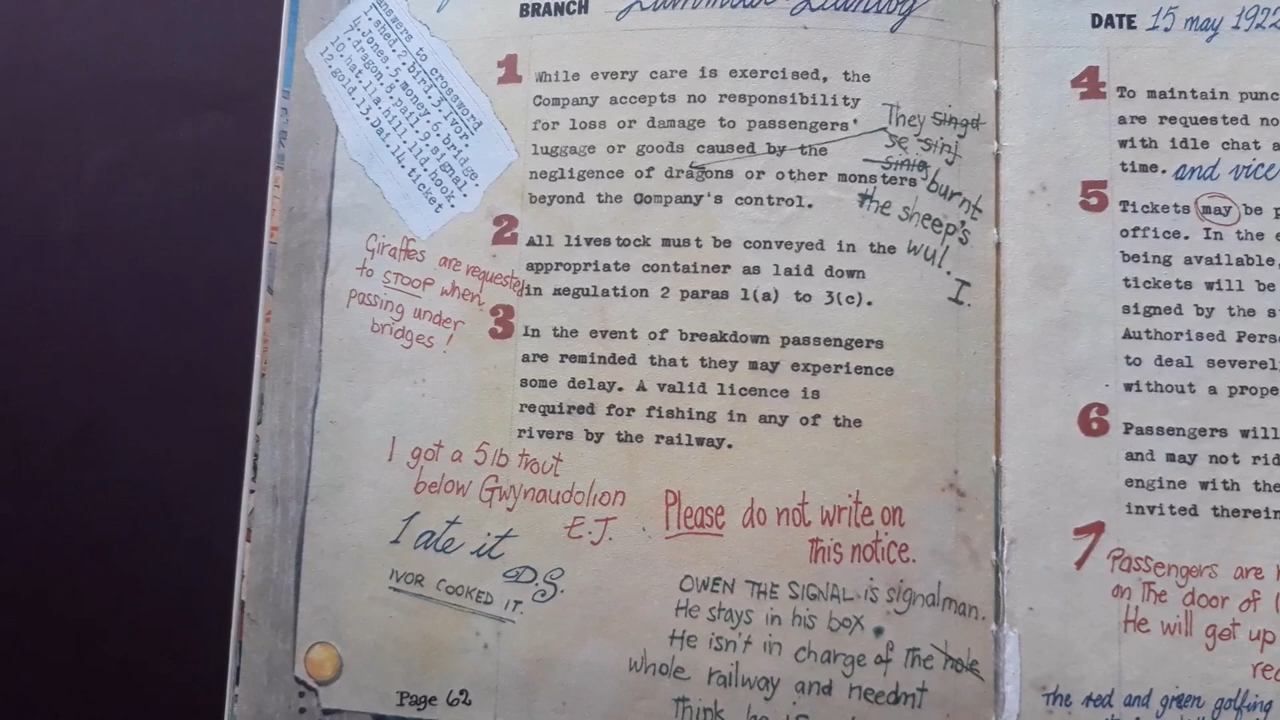 answers to crossword
1.shed.2.bird.3.Ivor.
4.Jones.5.money.6.bridge.
7.dragon.8.pail.9.signal.
10.hat.11a.hill.11d.hook.
12.gold.13.Dai.14.ticket
BRANCH
1 While every care is exercised, the
Company accepts no responsibility
for loss or damage to passengers'
luggage or goods caused by the
negligence of dragons or other monsters
beyond the Company's control.
They singd
se sinj
sinig burnt
the sheep's
wul.
I.
2 All livestock must be conveyed in the
appropriate container as laid down
in Regulation 2 paras 1(a) to 3(c).
Giraffes are requested
to STOOP when
passing under
bridges!
3 In the event of breakdown passengers
are reminded that they may experience
some delay. A valid licence is
required for fishing in any of the
rivers by the railway.
I got a 5lb trout
below Gwynaudolion
E.J.
I ate it
D.S.
IVOR COOKED IT.
Please do not write on
this notice.
OWEN THE SIGNAL is signalman.
He stays in his box.
He isn't in charge of the hole
whole railway and neednt
Think he is
Page 62
DATE 15 may 1922
4 To maintain punc
are requested no
with idle chat a
time. and vice
5 Tickets may be p
office. In the e
being available,
tickets will be
signed by the s
Authorised Pers
to deal severel
without a prope
6 Passengers will
and may not rid
engine with the
invited therein
7 Passengers are
on The door of
He will get up
rea
the red and green golfing